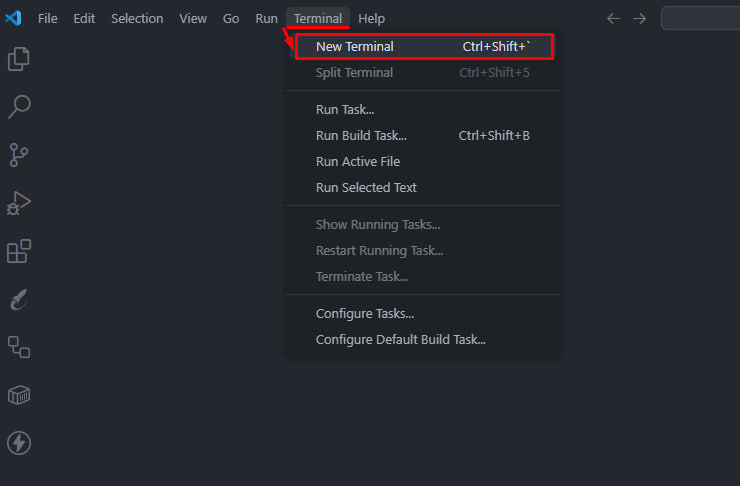 File Edit Selection View Go Run Terminal Help
New Terminal Ctrl+Shift+`
Split Terminal Ctrl+Shift+5
Run Task...
Run Build Task... Ctrl+Shift+B
Run Active File
Run Selected Text
Show Running Tasks...
Restart Running Task...
Terminate Task...
Configure Tasks...
Configure Default Build Task...